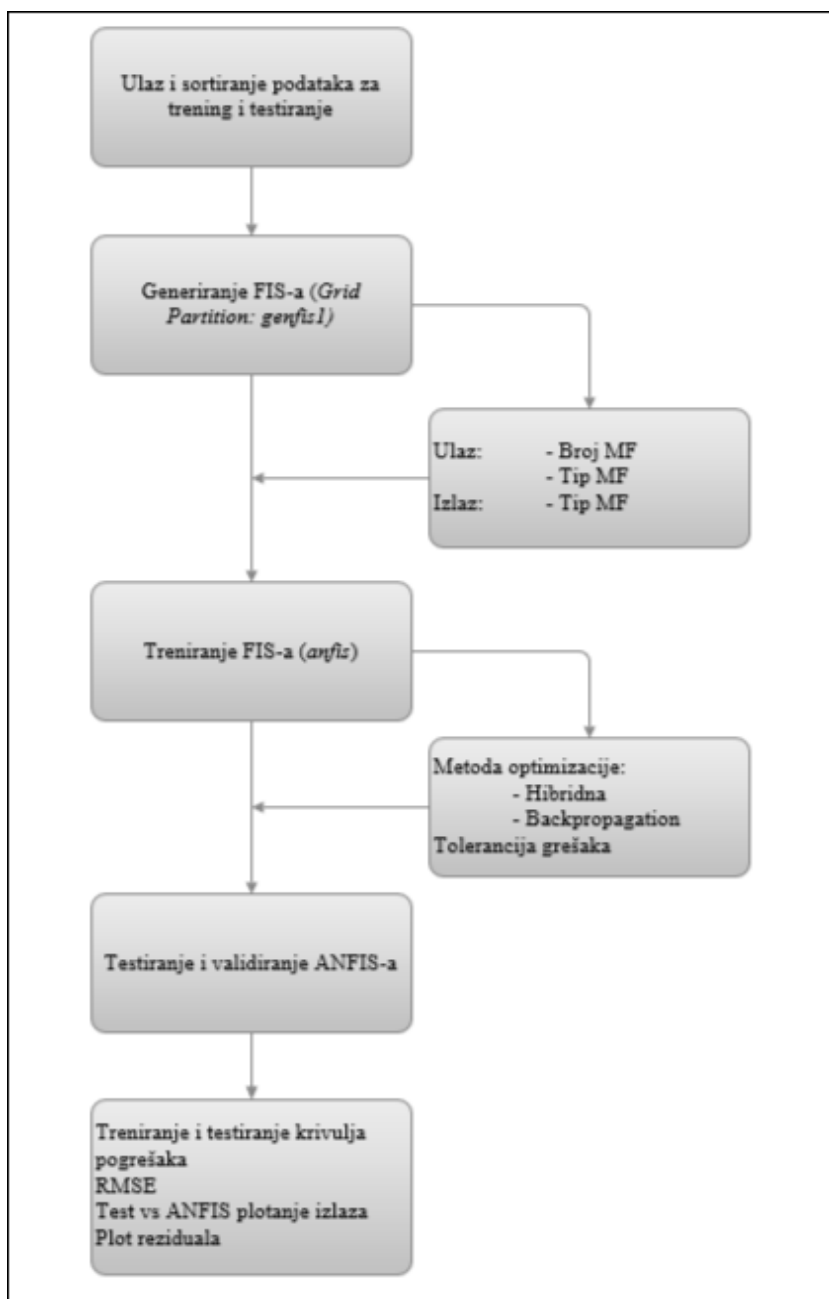 Ulaz i sortiranje podataka za
trening i testiranje
Generiranje FIS-a (Grid
Partition: genfis1)
Ulaz: - Broj MF
- Tip MF
Izlaz: - Tip MF
Treniranje FIS-a (anfis)
Metoda optimizacije:
- Hibridna
- Backpropagation
Tolerancija grešaka
Testiranje i validiranje ANFIS-a
Treniranje i testiranje krivulja
pogrešaka
RMSE
Test vs ANFIS plotanje izlaza
Plot reziduala